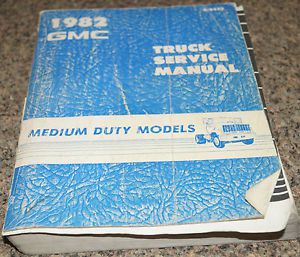 1982
GMC
TRUCK
SERVICE
MANUAL
MEDIUM DUTY MODELS